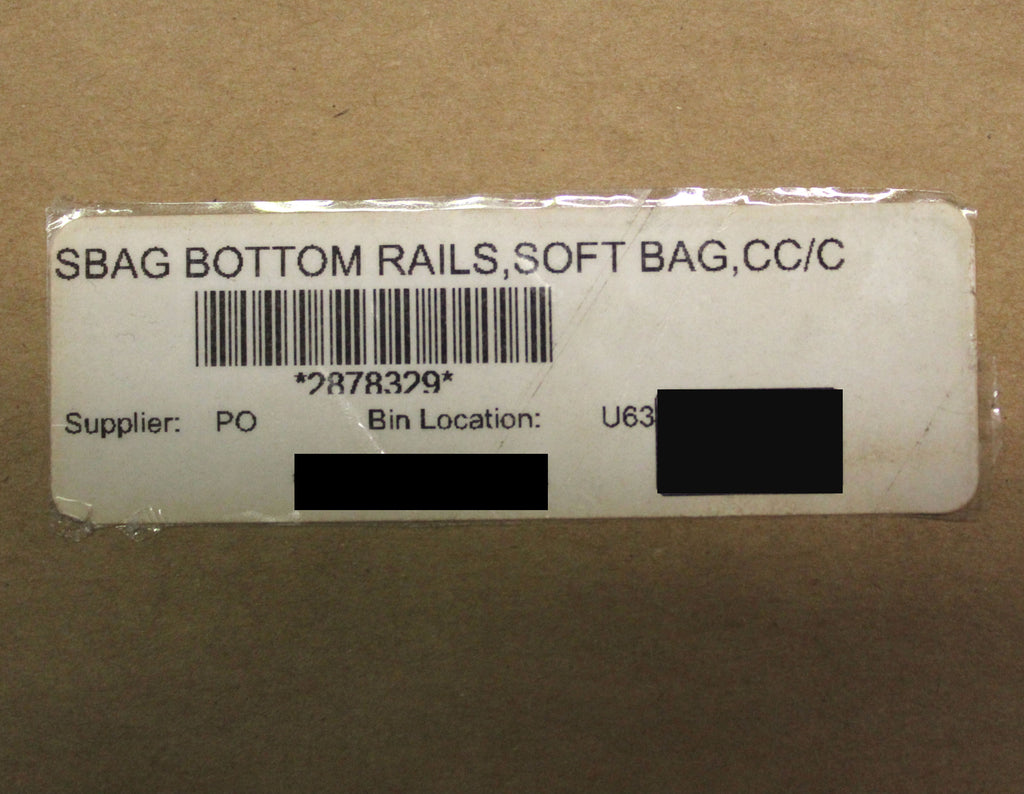 SBAG BOTTOM RAILS,SOFT BAG,CC/C
*2878329*
Supplier: PO Bin Location: U63